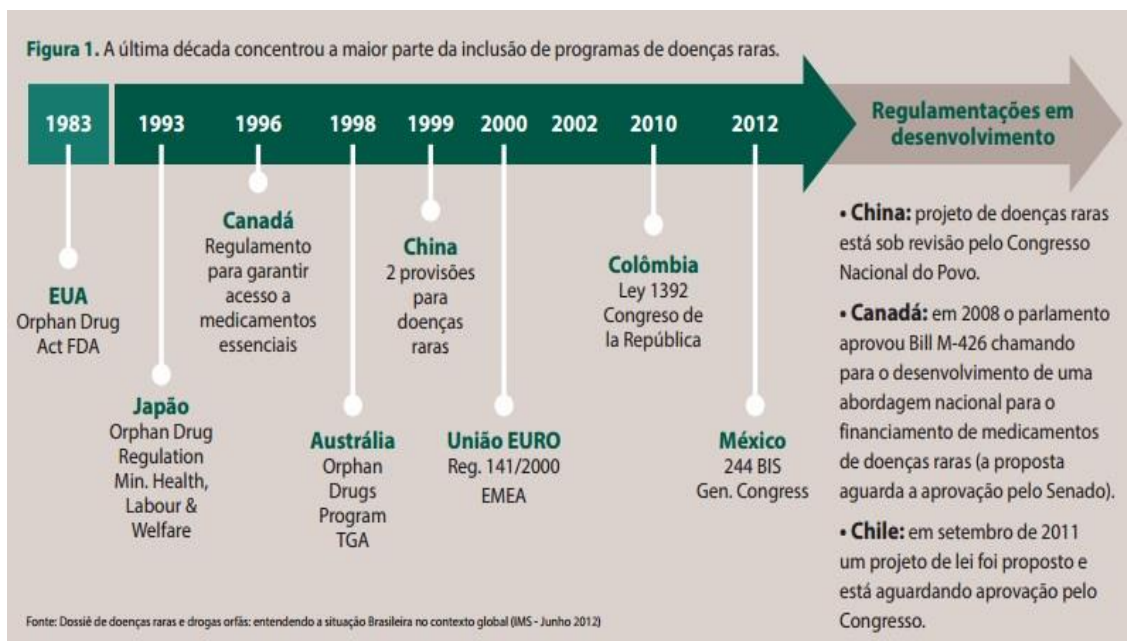 Figura 1. A última década concentrou a maior parte da inclusão de programas de doenças raras.
1983
1993
1996
1998
1999
2000
2002
2010
2012
Regulamentações em
desenvolvimento
EUA
Orphan Drug
Act FDA
Japão
Orphan Drug
Regulation
Min. Health,
Labour &
Welfare
Canadá
Regulamento
para garantir
acesso a
medicamentos
essenciais
Austrália
Orphan
Drugs
Program
TGA
China
2 provisões
para
doenças
raras
União EURO
Reg. 141/2000
EMEA
Colômbia
Ley 1392
Congreso de
la República
México
244 BIS
Gen. Congress
• China: projeto de doenças raras
está sob revisão pelo Congresso
Nacional do Povo.
• Canadá: em 2008 o parlamento
aprovou Bill M-426 chamando
para o desenvolvimento de uma
abordagem nacional para o
financiamento de medicamentos
de doenças raras (a proposta
aguarda a aprovação pelo Senado).
• Chile: em setembro de 2011
um projeto de lei foi proposto e
está aguardando aprovação pelo
Congresso.
Fonte: Dossiê de doenças raras e drogas orfãs: entendendo a situação Brasileira no contexto global (IMS - Junho 2012)